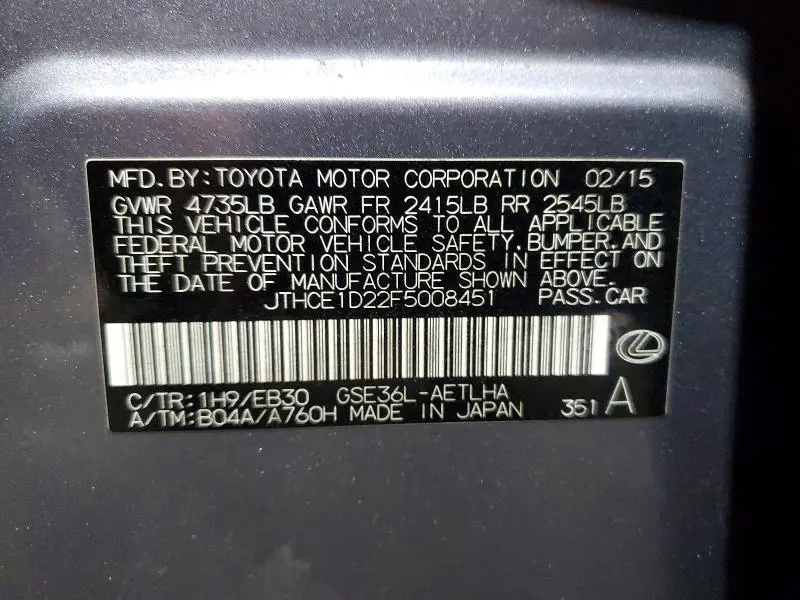 MFD. BY: TOYOTA MOTOR CORPORATION 02/15
GVWR 4735LB GAWR FR 2415LB RR 2545LB
THIS VEHICLE CONFORMS TO ALL APPLICABLE
FEDERAL MOTOR VEHICLE SAFETY, BUMPER, AND
THEFT PREVENTION STANDARDS IN EFFECT ON
THE DATE OF MANUFACTURE SHOWN ABOVE.
JTHCE1D22F5008451 PASS. CAR
C/TR: 1H9/EB30 GSE36L-AETLHA
A/TM: B04A/A760H MADE IN JAPAN 351 A